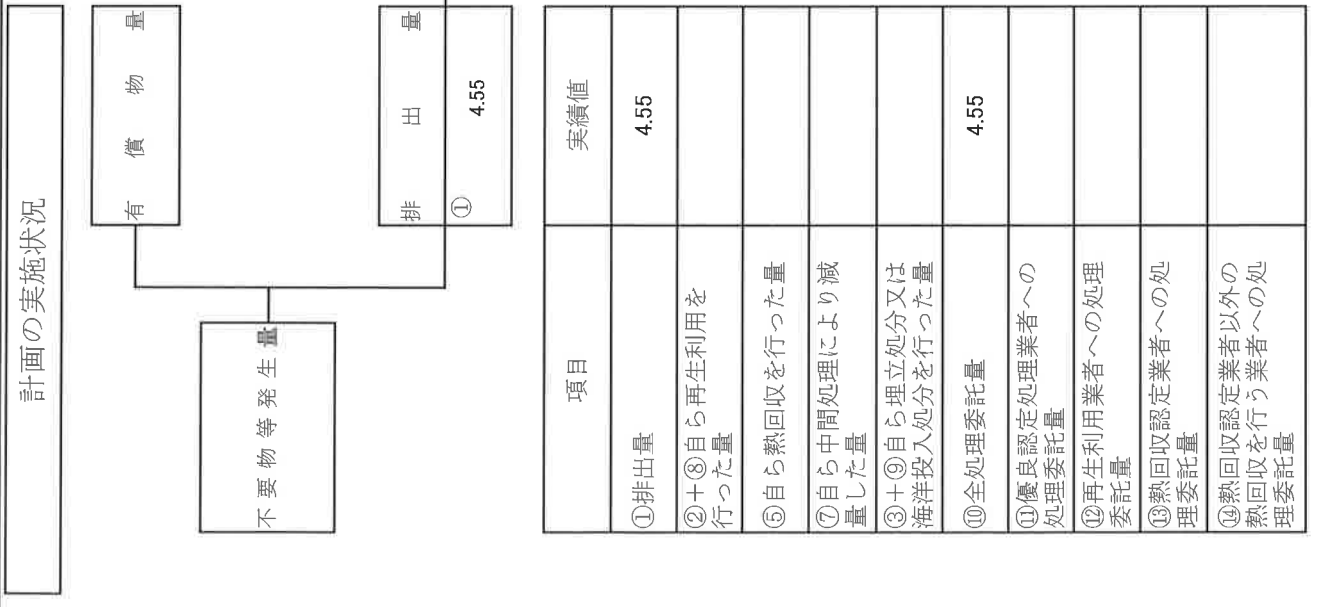 計画の実施状況
有償物量
不要物等発生量
排出量
①
4.55
項目 実績値
①排出量 4.55
②+⑧自ら再生利用を
行った量
⑤自ら熱回収を行った量
⑦自ら中間処理により減
量した量
③+⑨自ら埋立処分又は
海洋投入処分を行った量
⑩全処理委託量 4.55
⑪優良認定処理業者への
処理委託量
⑫再生利用業者への処理
委託量
⑬熱回収認定業者への処
理委託量
⑭熱回収認定業者以外の
熱回収を行う業者への処
理委託量